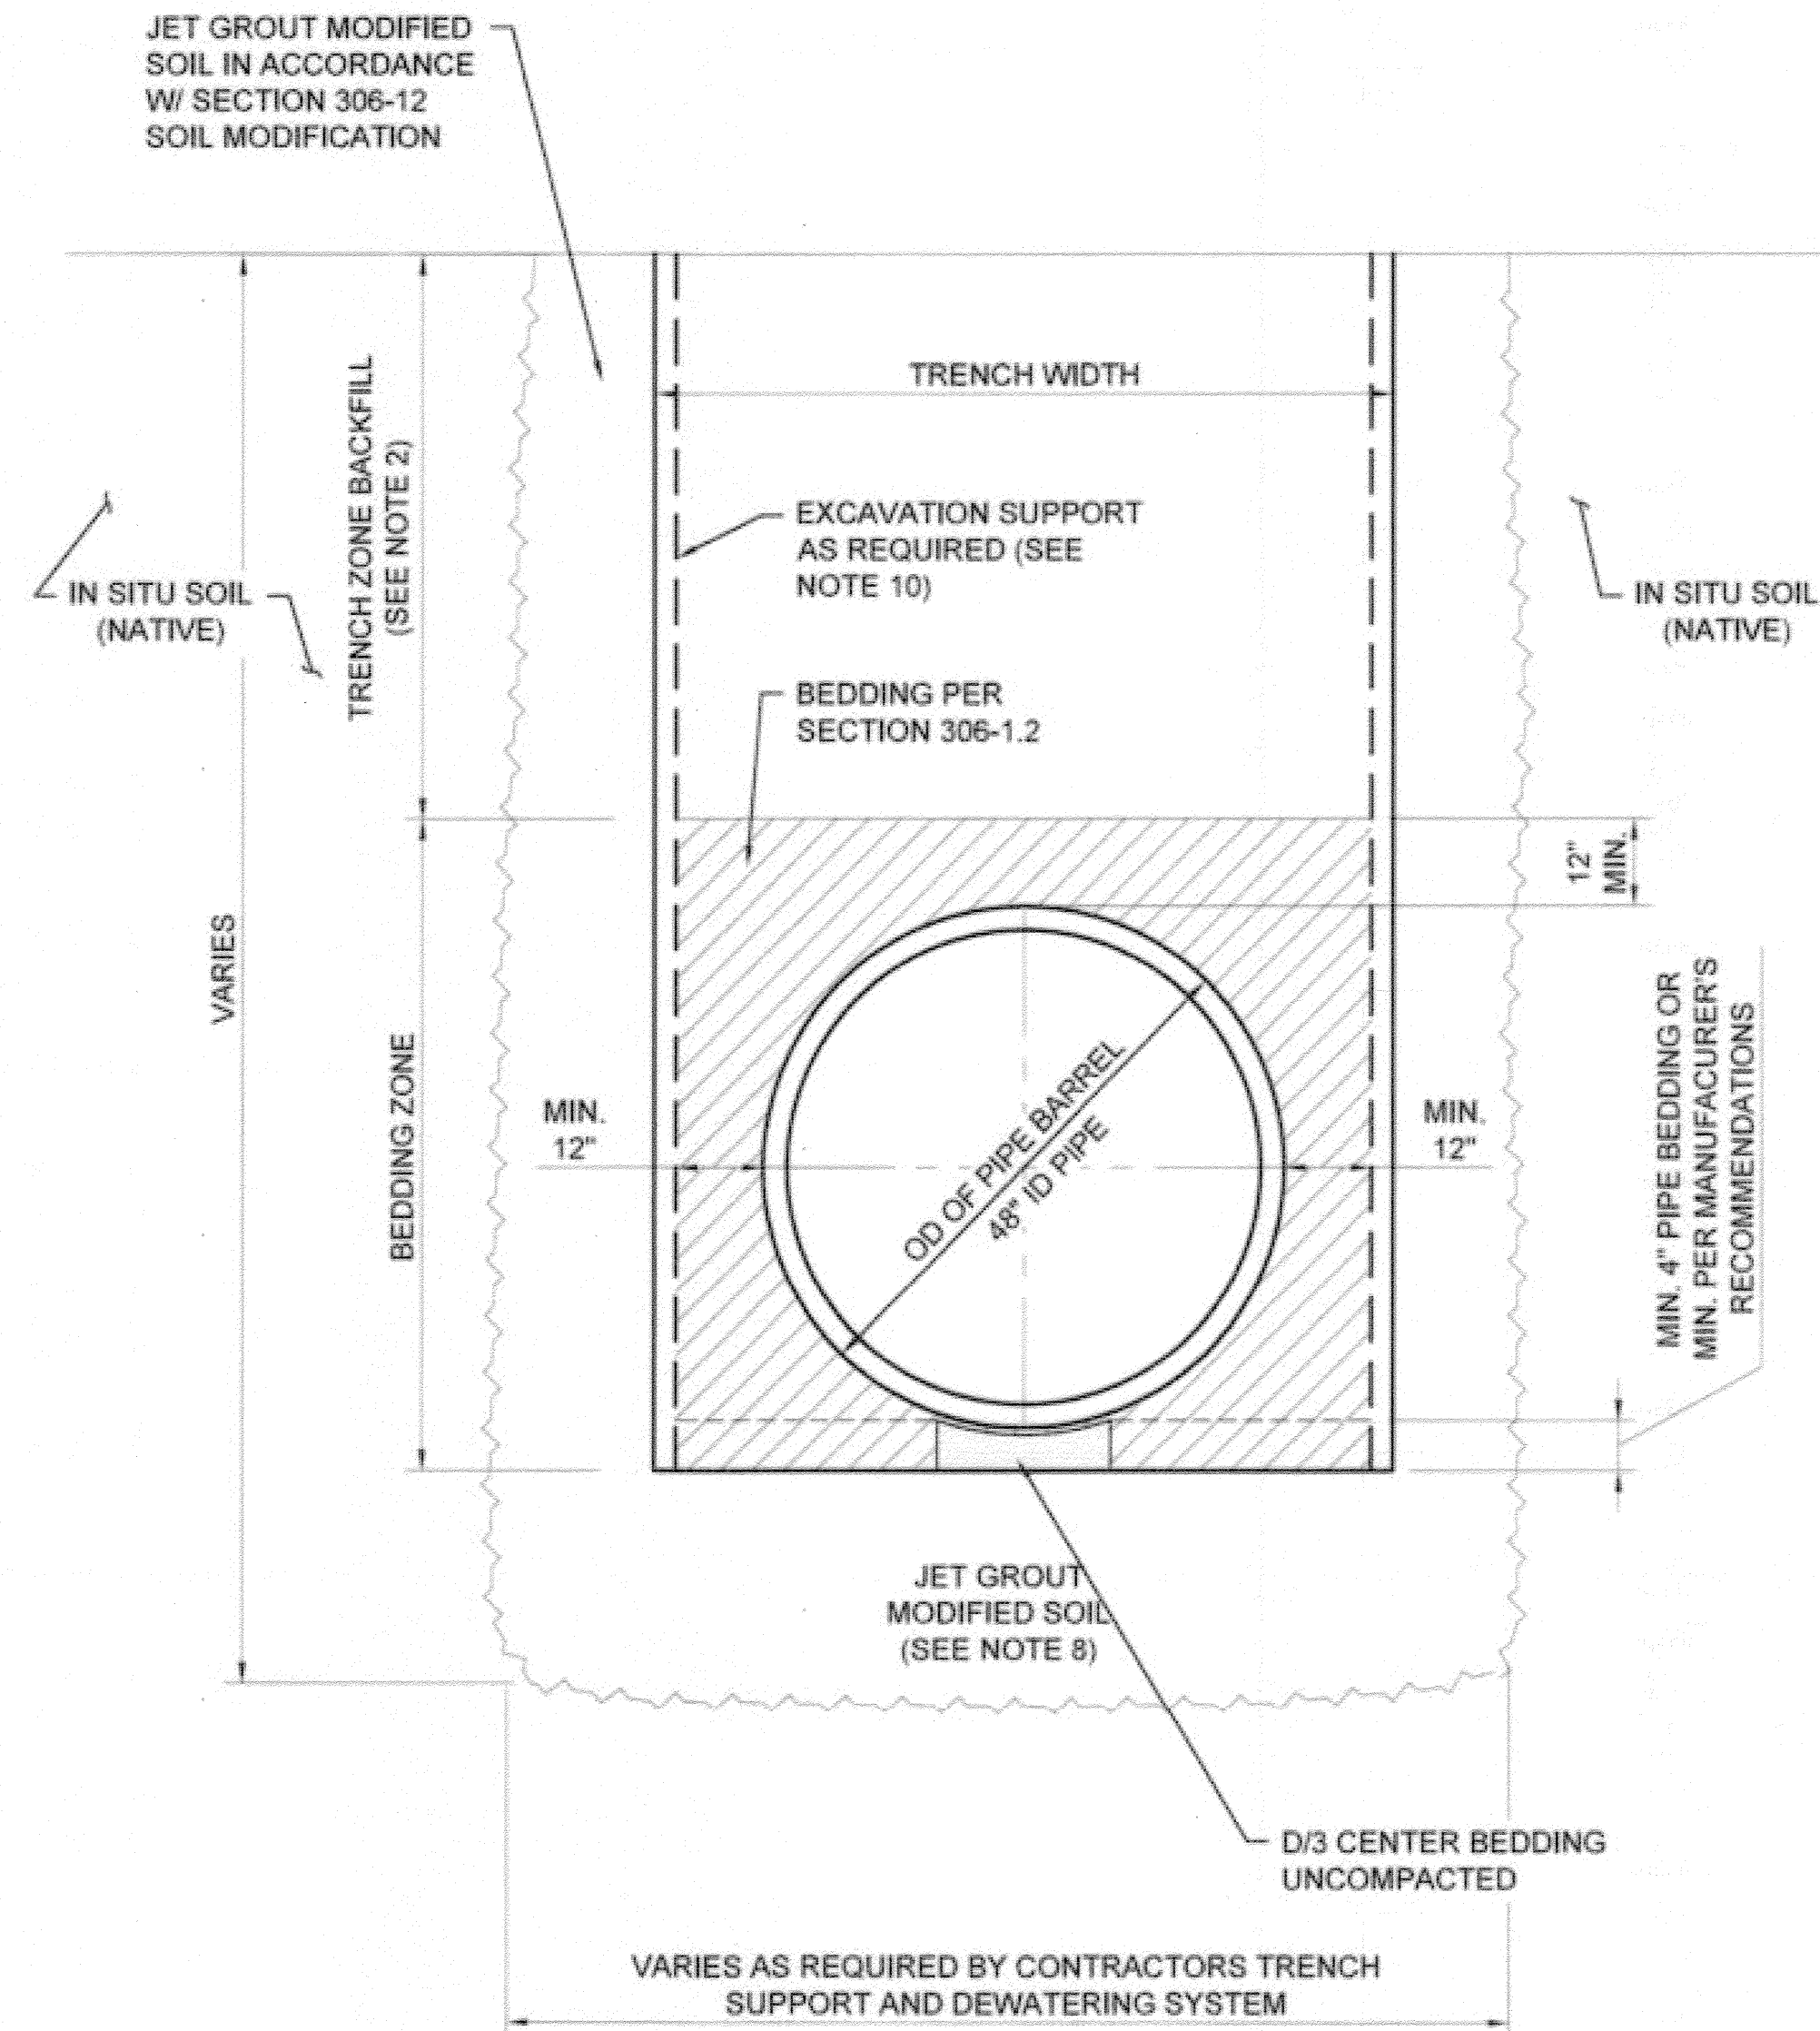 JET GROUT MODIFIED
SOIL IN ACCORDANCE
W/ SECTION 306-12
SOIL MODIFICATION
TRENCH WIDTH
TRENCH ZONE BACKFILL
(SEE NOTE 2)
EXCAVATION SUPPORT
AS REQUIRED (SEE
NOTE 10)
IN SITU SOIL
(NATIVE)
IN SITU SOIL
(NATIVE)
BEDDING PER
SECTION 306-1.2
12"
MIN.
VARIES
BEDDING ZONE
MIN.
12"
OD OF PIPE BARREL
48" ID PIPE
MIN.
12"
MIN. 4" PIPE BEDDING OR
MIN. PER MANUFACURER'S
RECOMMENDATIONS
JET GROUT
MODIFIED SOIL
(SEE NOTE 8)
D/3 CENTER BEDDING
UNCOMPACTED
VARIES AS REQUIRED BY CONTRACTORS TRENCH
SUPPORT AND DEWATERING SYSTEM